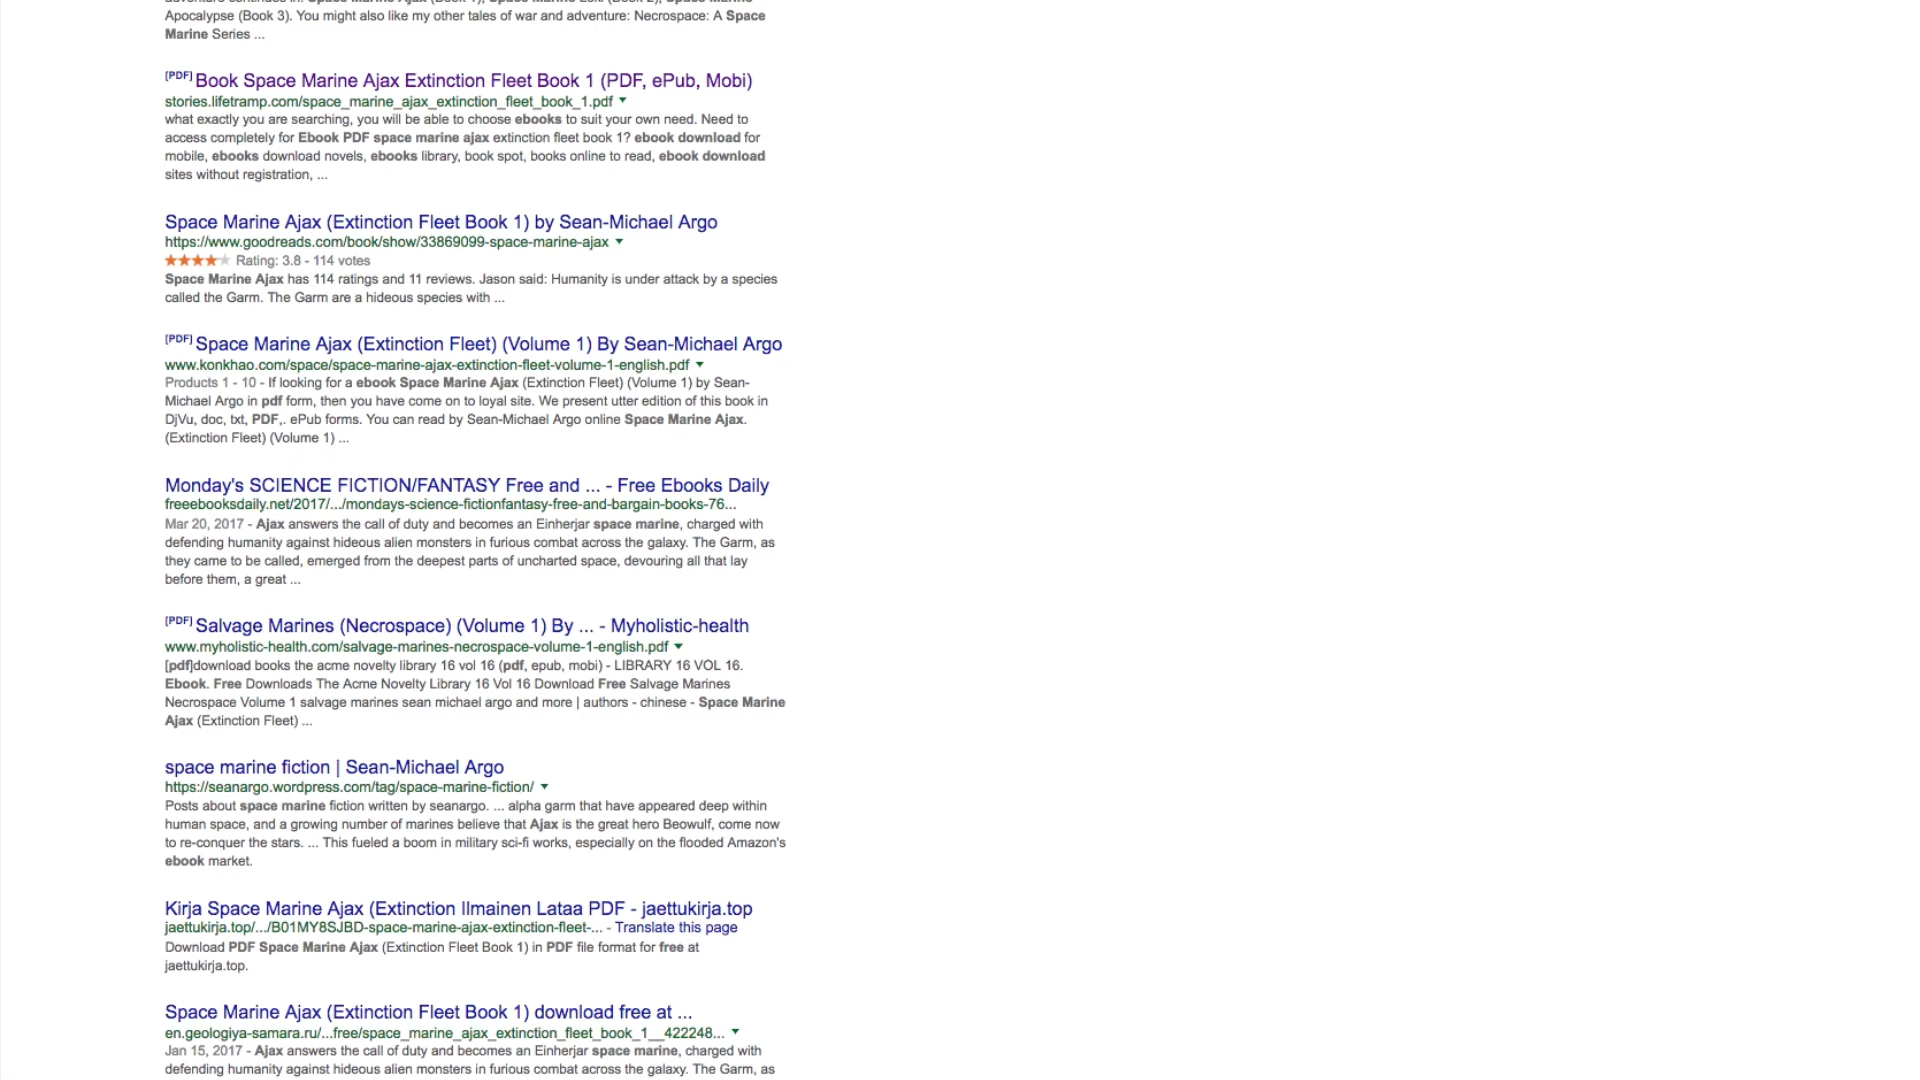 Apocalypse (Book 3). You might also like my other tales of war and adventure: Necrospace: A Space
Marine Series ...
[PDF] Book Space Marine Ajax Extinction Fleet Book 1 (PDF, ePub, Mobi)
stories.lifetramp.com/space_marine_ajax_extinction_fleet_book_1.pdf
what exactly you are searching, you will be able to choose ebooks to suit your own need. Need to
access completely for Ebook PDF space marine ajax extinction fleet book 1? ebook download for
mobile, ebooks download novels, ebooks library, book spot, books online to read, ebook download
sites without registration, ...
Space Marine Ajax (Extinction Fleet Book 1) by Sean-Michael Argo
https://www.goodreads.com/book/show/33869099-space-marine-ajax
Rating: 3.8 - 114 votes
Space Marine Ajax has 114 ratings and 11 reviews. Jason said: Humanity is under attack by a species
called the Garm. The Garm are a hideous species with ...
[PDF] Space Marine Ajax (Extinction Fleet) (Volume 1) By Sean-Michael Argo
www.konkhao.com/space/space-marine-ajax-extinction-fleet-volume-1-english.pdf
Products 1 - 10 - If looking for a ebook Space Marine Ajax (Extinction Fleet) (Volume 1) by Sean-
Michael Argo in pdf form, then you have come on to loyal site. We present utter edition of this book in
DjVu, doc, txt, PDF,. ePub forms. You can read by Sean-Michael Argo online Space Marine Ajax.
(Extinction Fleet) (Volume 1) ...
Monday's SCIENCE FICTION/FANTASY Free and ... - Free Ebooks Daily
freeebooksdaily.net/2017/.../mondays-science-fictionfantasy-free-and-bargain-books-76...
Mar 20, 2017 - Ajax answers the call of duty and becomes an Einherjar space marine, charged with
defending humanity against hideous alien monsters in furious combat across the galaxy. The Garm, as
they came to be called, emerged from the deepest parts of uncharted space, devouring all that lay
before them, a great ...
[PDF] Salvage Marines (Necrospace) (Volume 1) By ... - Myholistic-health
www.myholistic-health.com/salvage-marines-necrospace-volume-1-english.pdf
[pdf]download books the acme novelty library 16 vol 16 (pdf, epub, mobi) - LIBRARY 16 VOL 16.
Ebook. Free Downloads The Acme Novelty Library 16 Vol 16 Download Free Salvage Marines
Necrospace Volume 1 salvage marines sean michael argo and more | authors - chinese - Space Marine
Ajax (Extinction Fleet) ...
space marine fiction | Sean-Michael Argo
https://seanargo.wordpress.com/tag/space-marine-fiction/
Posts about space marine fiction written by seanargo. ... alpha garm that have appeared deep within
human space, and a growing number of marines believe that Ajax is the great hero Beowulf, come now
to re-conquer the stars. ... This fueled a boom in military sci-fi works, especially on the flooded Amazon's
ebook market.
Kirja Space Marine Ajax (Extinction Ilmainen Lataa PDF - jaettukirja.top
jaettukirja.top/.../B01MY8SJBD-space-marine-ajax-extinction-fleet-... - Translate this page
Download PDF Space Marine Ajax (Extinction Fleet Book 1) in PDF file format for free at
jaettukirja.top.
Space Marine Ajax (Extinction Fleet Book 1) download free at ...
en.geologiya-samara.ru/...free/space_marine_ajax_extinction_fleet_book_1__422248...
Jan 15, 2017 - Ajax answers the call of duty and becomes an Einherjar space marine, charged with
defending humanity against hideous alien monsters in furious combat across the galaxy. The Garm, as